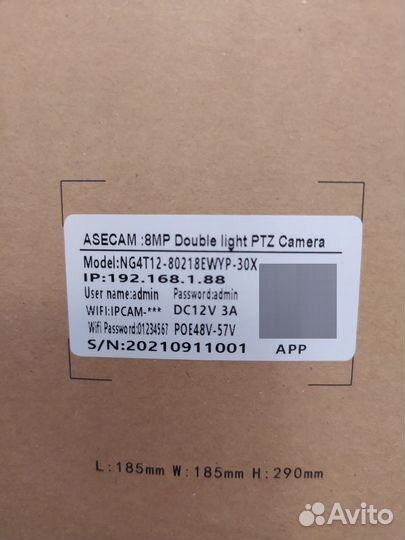 ASECAM :8MP Double light PTZ Camera
Model:NG4T12-80218EWYP-30X
IP:192.168.1.88
User name:admin Password:admin
WIFI:IPCAM-*** DC12V 3A
Wifi Password:01234567 POE48V-57V
S/N:20210911001 APP
L:185mm W:185mm H:290mm
Avito